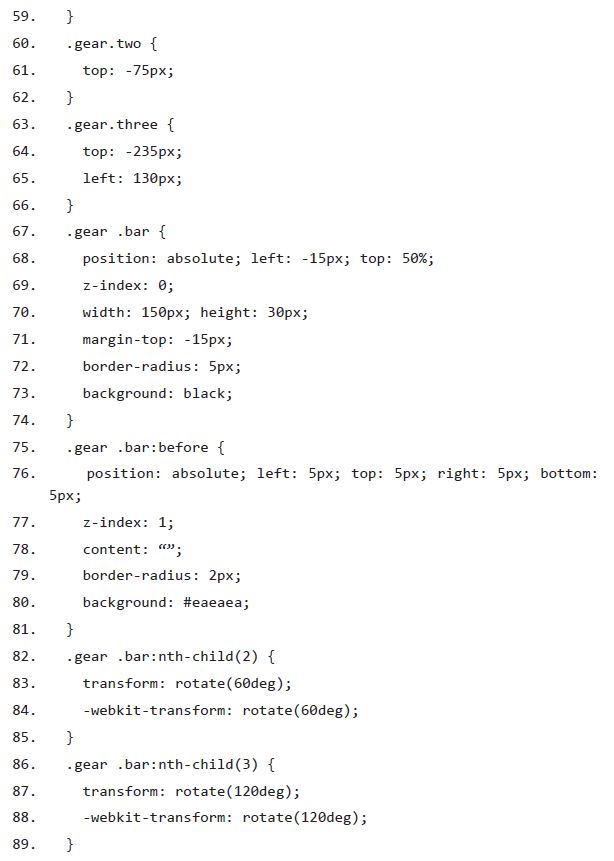 59.   }
60.   .gear.two {
61.     top: -75px;
62.   }
63.   .gear.three {
64.     top: -235px;
65.     left: 130px;
66.   }
67.   .gear .bar {
68.     position: absolute; left: -15px; top: 50%;
69.     z-index: 0;
70.     width: 150px; height: 30px;
71.     margin-top: -15px;
72.     border-radius: 5px;
73.     background: black;
74.   }
75.   .gear .bar:before {
76.     position: absolute; left: 5px; top: 5px; right: 5px; bottom:
5px;
77.     z-index: 1;
78.     content: “”;
79.     border-radius: 2px;
80.     background: #eaeaea;
81.   }
82.   .gear .bar:nth-child(2) {
83.     transform: rotate(60deg);
84.     -webkit-transform: rotate(60deg);
85.   }
86.   .gear .bar:nth-child(3) {
87.     transform: rotate(120deg);
88.     -webkit-transform: rotate(120deg);
89.   }